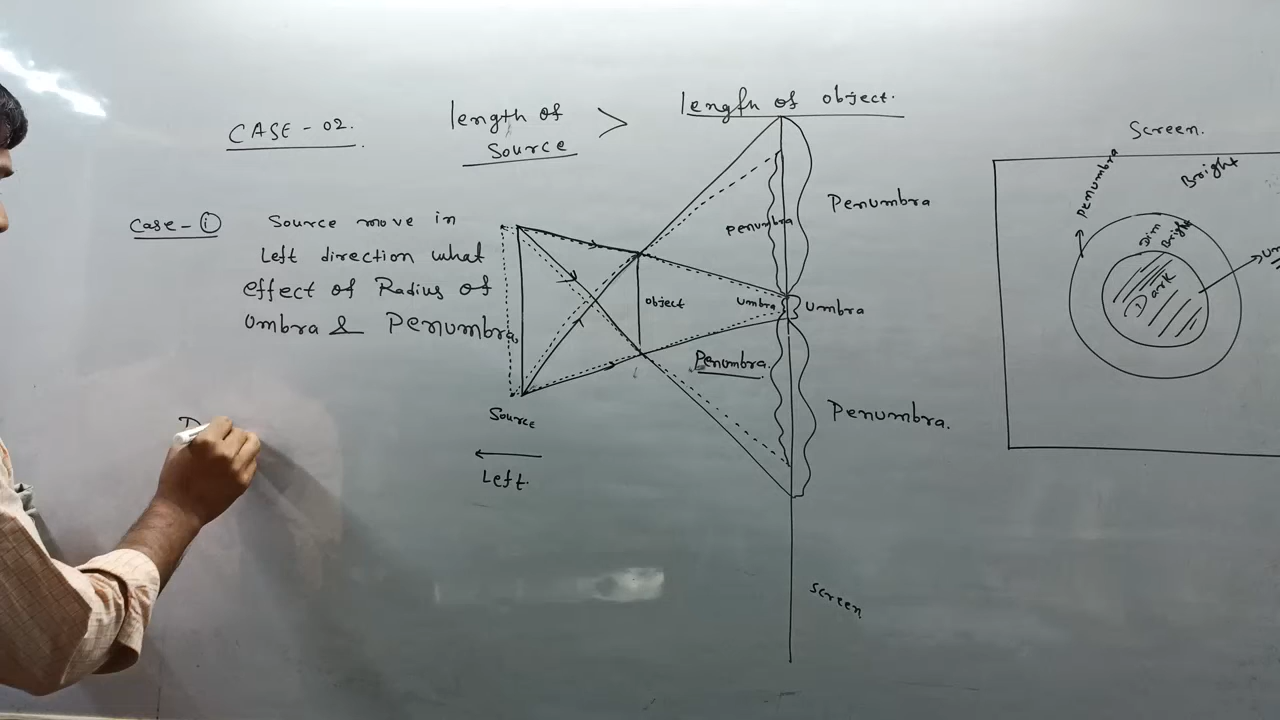 CASE - 02.
length of Source > length of object.
Case - (i) Source move in
Left direction what
effect of Radius of
Umbra & Penumbra,
Source
Left.
object
Penumbra
Umbra
Penumbra.
Penumbra
Umbra
Penumbra.
Screen
Screen.
Penumbra
Bright
Dim
Bright
Dark